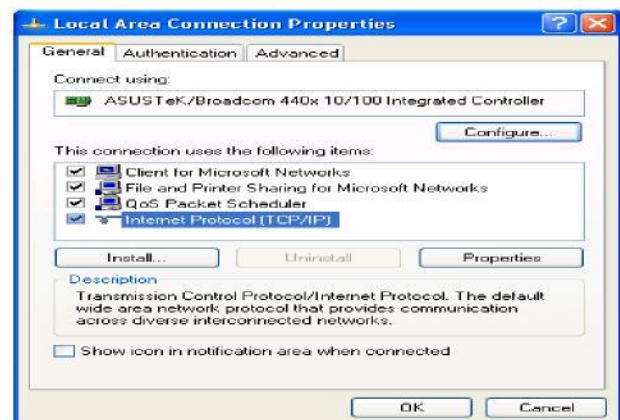 Local Area Connection Properties
General Authentication Advanced
Connect using:
ASUSTeK/Broadcom 440x 10/100 Integrated Controller
Configure...
This connection uses the following items:
Client for Microsoft Networks
File and Printer Sharing for Microsoft Networks
QoS Packet Scheduler
Internet Protocol (TCP/IP)
Install... Uninstall Properties
Description
Transmission Control Protocol/Internet Protocol. The default
wide area network protocol that provides communication
across diverse interconnected networks.
Show icon in notification area when connected
OK Cancel